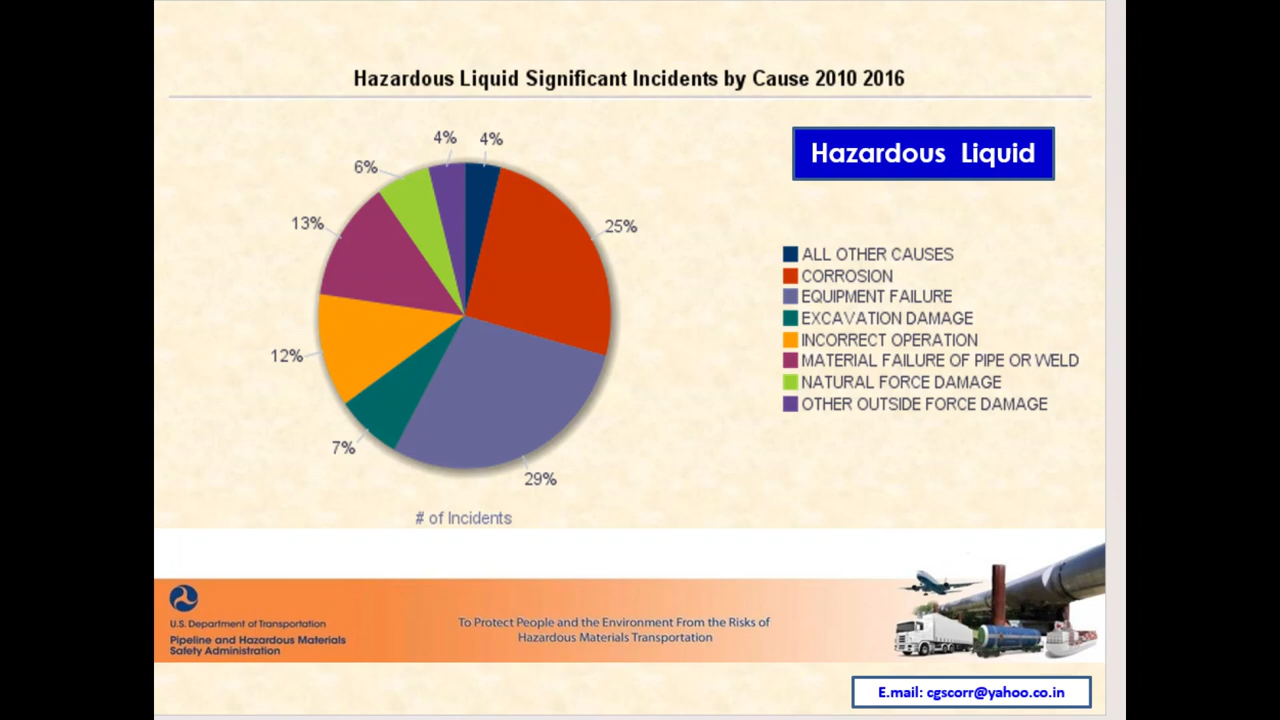 Hazardous Liquid Significant Incidents by Cause 2010 2016
Hazardous Liquid
4%
4%
6%
25%
13%
12%
7%
29%
# of Incidents
ALL OTHER CAUSES
CORROSION
EQUIPMENT FAILURE
EXCAVATION DAMAGE
INCORRECT OPERATION
MATERIAL FAILURE OF PIPE OR WELD
NATURAL FORCE DAMAGE
OTHER OUTSIDE FORCE DAMAGE
U.S. Department of Transportation
Pipeline and Hazardous Materials
Safety Administration
To Protect People and the Environment From the Risks of
Hazardous Materials Transportation
E.mail: cgscorr@yahoo.co.in